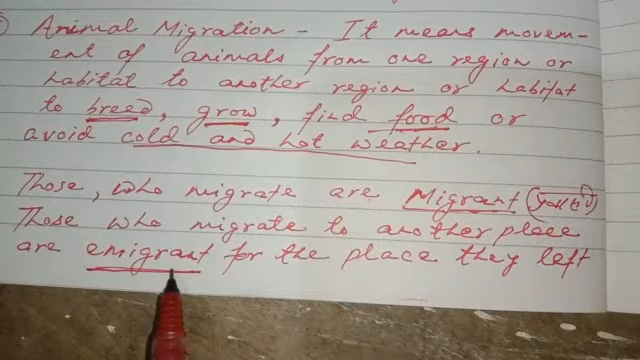 Animal Migration - It means movem-
ent of animals from one region or
habitat to another region or habitat
to breed, grow, find food or
avoid cold and hot weather.
Those, who migrate are Migrant
Those who migrate to another place
are emigrant for the place they left